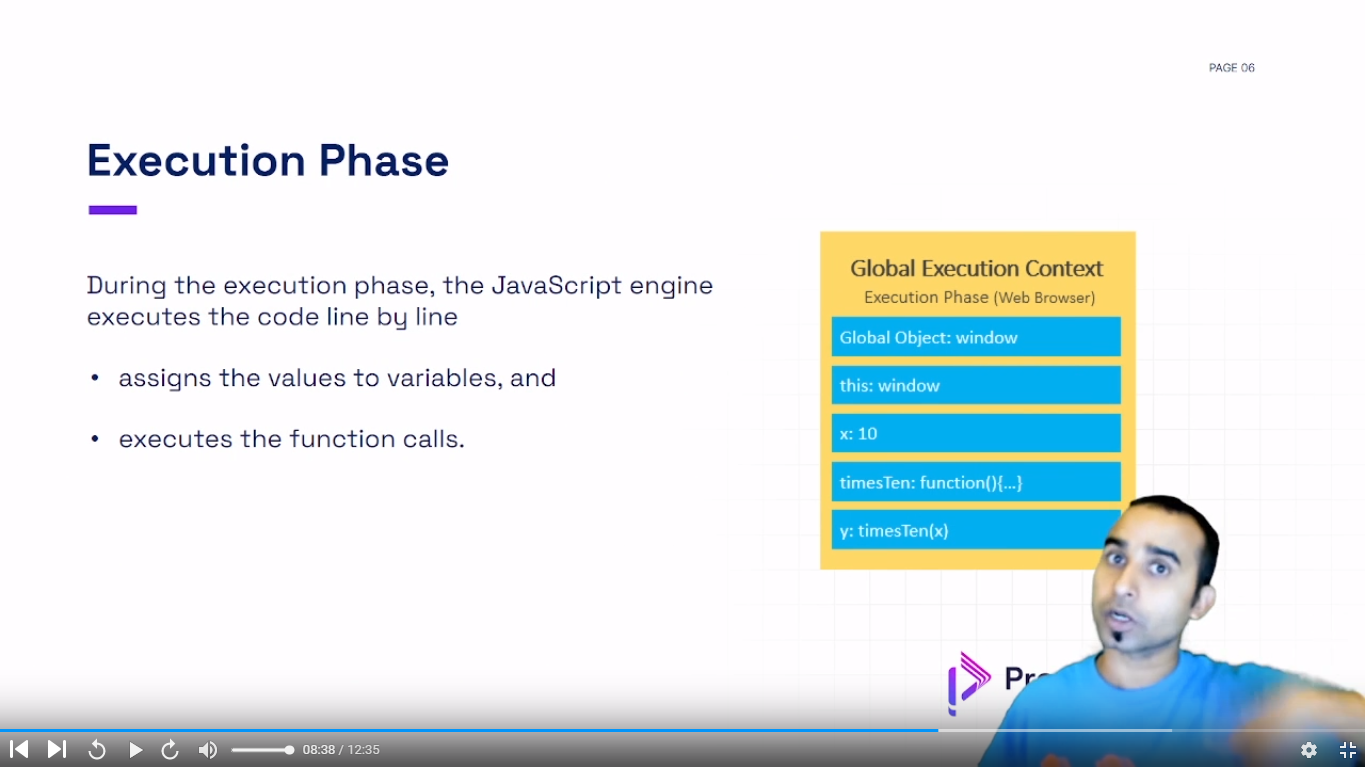 PAGE 06
Execution Phase
During the execution phase, the JavaScript engine
executes the code line by line
• assigns the values to variables, and
• executes the function calls.
Global Execution Context
Execution Phase (Web Browser)
Global Object: window
this: window
x: 10
timesTen: function(){...}
y: timesTen(x)
08:38 / 12:35